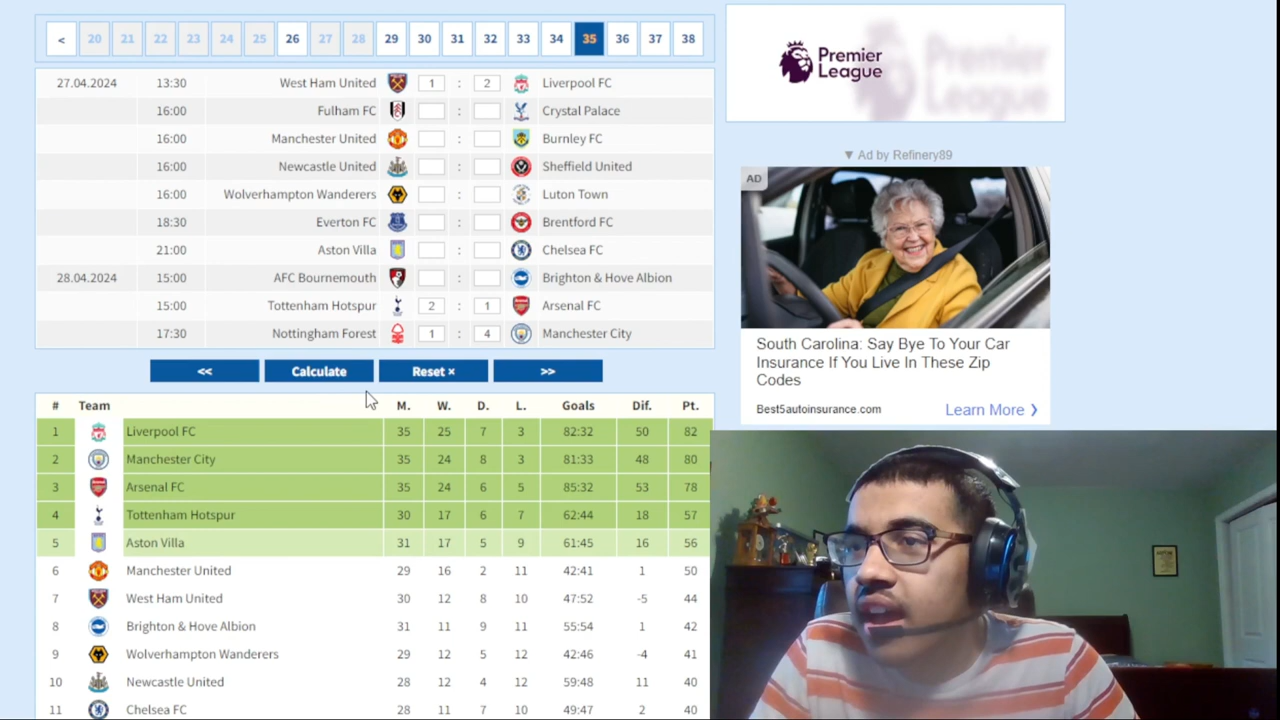 < 20 21 22 23 24 25 26 27 28 29 30 31 32 33 34 35 36 37 38
27.04.2024 13:30 West Ham United 1 : 2 Liverpool FC
16:00 Fulham FC : Crystal Palace
16:00 Manchester United : Burnley FC
16:00 Newcastle United : Sheffield United
16:00 Wolverhampton Wanderers : Luton Town
18:30 Everton FC : Brentford FC
21:00 Aston Villa : Chelsea FC
28.04.2024 15:00 AFC Bournemouth : Brighton & Hove Albion
15:00 Tottenham Hotspur 2 : 1 Arsenal FC
17:30 Nottingham Forest 1 : 4 Manchester City
<< Calculate Reset × >>
# Team M. W. D. L. Goals Dif. Pt.
1 Liverpool FC 35 25 7 3 82:32 50 82
2 Manchester City 35 24 8 3 81:33 48 80
3 Arsenal FC 35 24 6 5 85:32 53 78
4 Tottenham Hotspur 30 17 6 7 62:44 18 57
5 Aston Villa 31 17 5 9 61:45 16 56
6 Manchester United 29 16 2 11 42:41 1 50
7 West Ham United 30 12 8 10 47:52 -5 44
8 Brighton & Hove Albion 31 11 9 11 55:54 1 42
9 Wolverhampton Wanderers 29 12 5 12 42:46 -4 41
10 Newcastle United 28 12 4 12 59:48 11 40
11 Chelsea FC 28 11 7 10 49:47 2 40
Premier
League
Premier
League
▼ Ad by Refinery89
AD
South Carolina: Say Bye To Your Car
Insurance If You Live In These Zip
Codes
Best5autoinsurance.com Learn More ❯